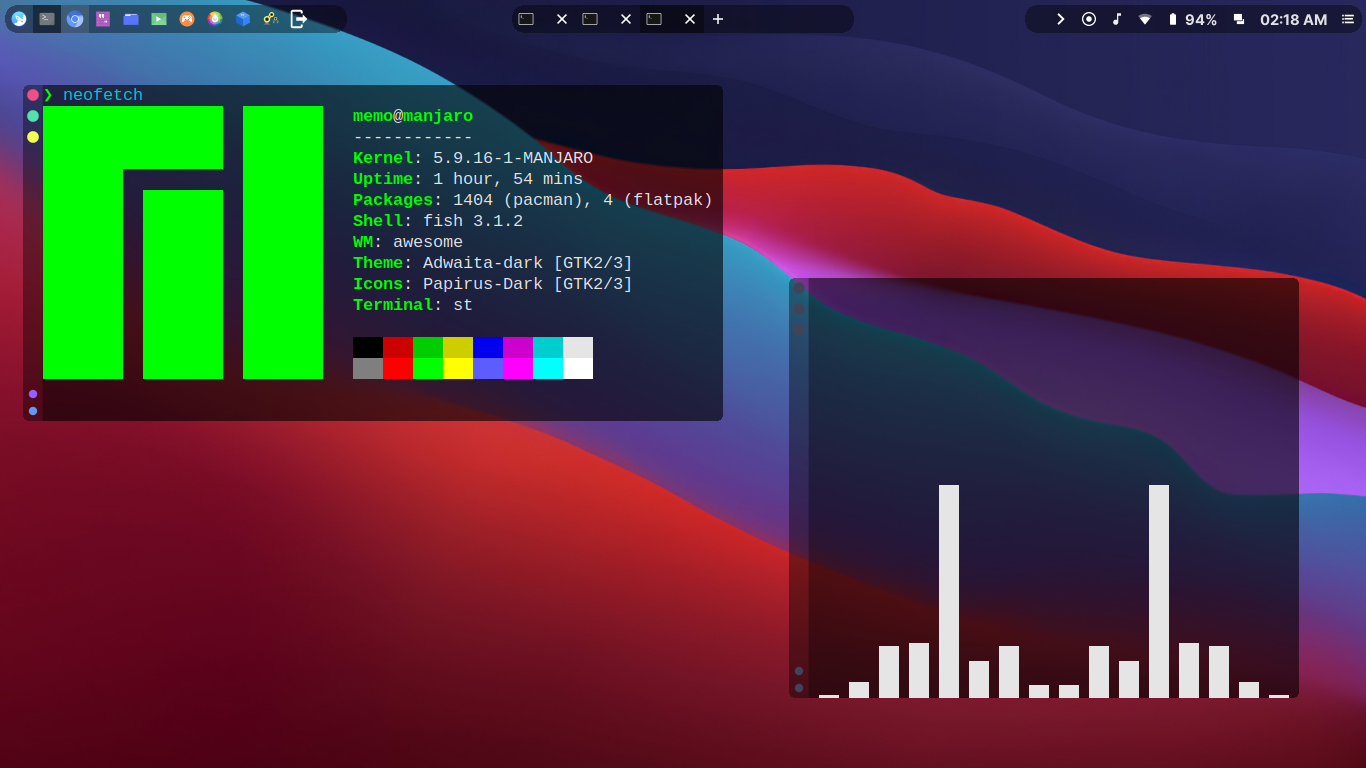 94%
02:18 AM
❯ neofetch
memo@manjaro
------------
Kernel: 5.9.16-1-MANJARO
Uptime: 1 hour, 54 mins
Packages: 1404 (pacman), 4 (flatpak)
Shell: fish 3.1.2
WM: awesome
Theme: Adwaita-dark [GTK2/3]
Icons: Papirus-Dark [GTK2/3]
Terminal: st